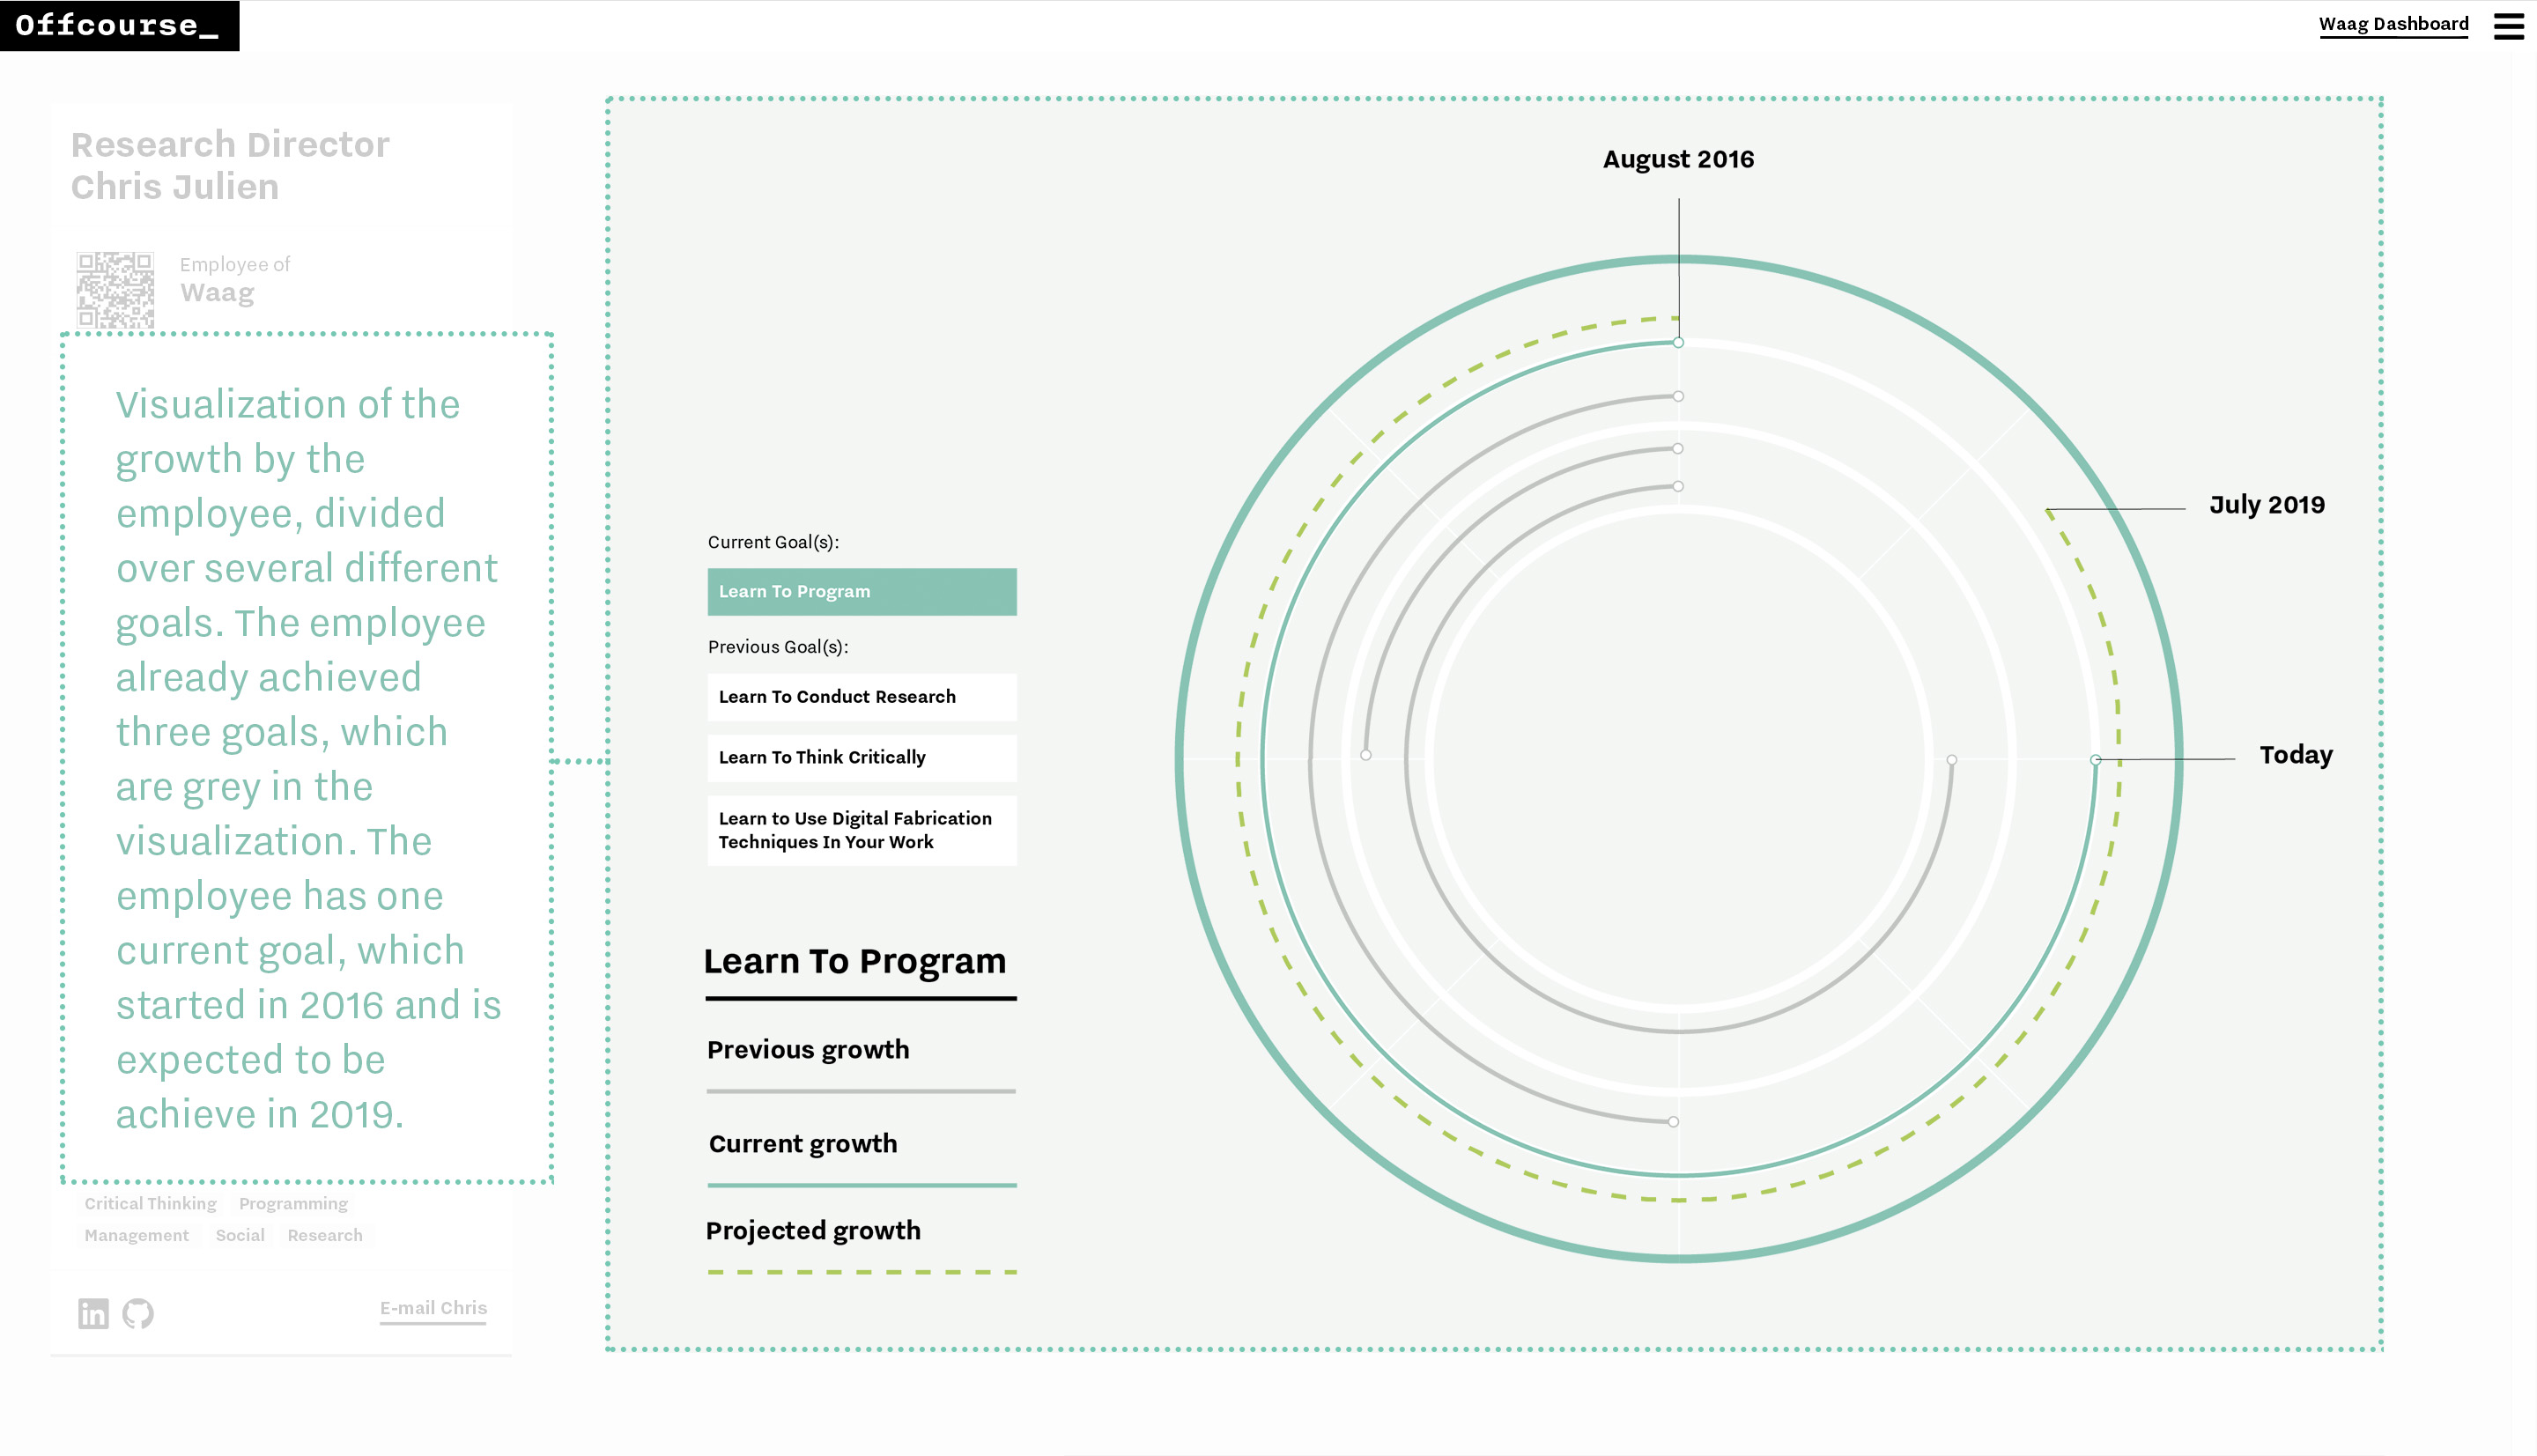 Offcourse_
Waag Dashboard
Research Director
Chris Julien
Employee of
Waag
Visualization of the
growth by the
employee, divided
over several different
goals. The employee
already achieved
three goals, which
are grey in the
visualization. The
employee has one
current goal, which
started in 2016 and is
expected to be
achieve in 2019.
Critical Thinking Programming
Management Social Research
E-mail Chris
Current Goal(s):
Learn To Program
Previous Goal(s):
Learn To Conduct Research
Learn To Think Critically
Learn to Use Digital Fabrication
Techniques In Your Work
Learn To Program
Previous growth
Current growth
Projected growth
August 2016
July 2019
Today